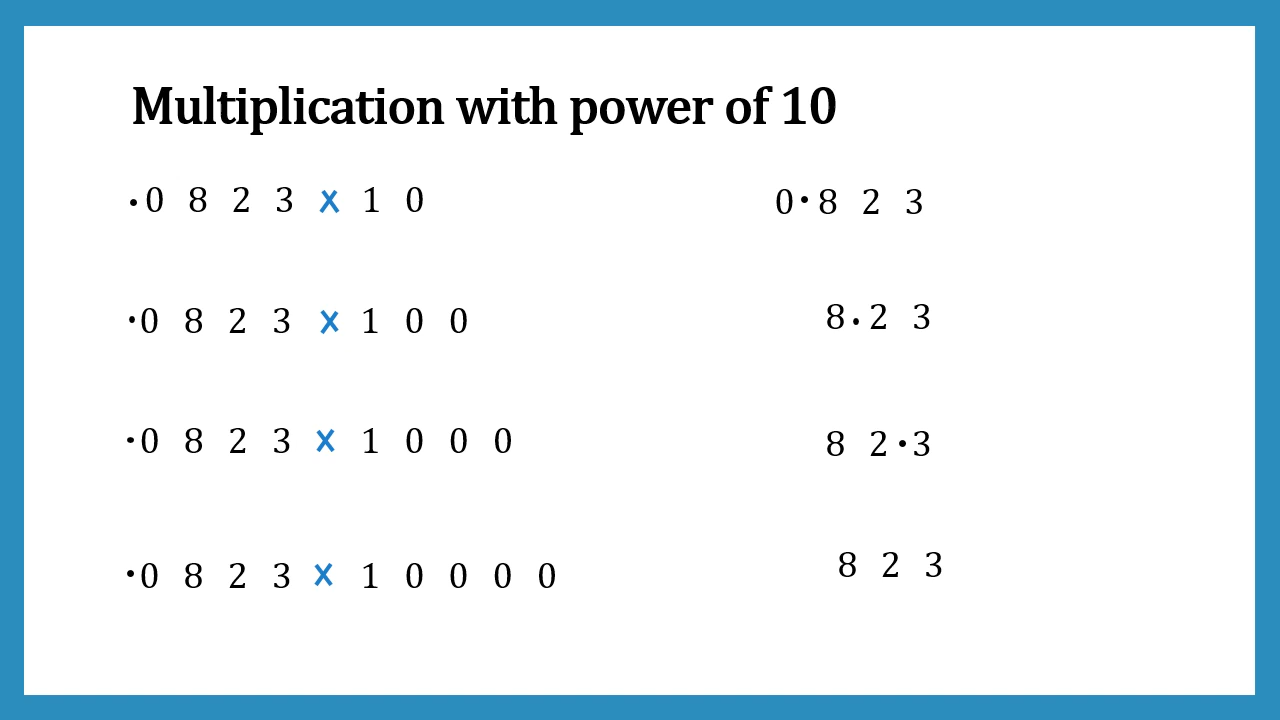 Multiplication with power of 10
.0 8 2 3 × 1 0 0·8 2 3
·0 8 2 3 × 1 0 0 8.2 3
·0 8 2 3 × 1 0 0 0 8 2·3
·0 8 2 3 × 1 0 0 0 0 8 2 3